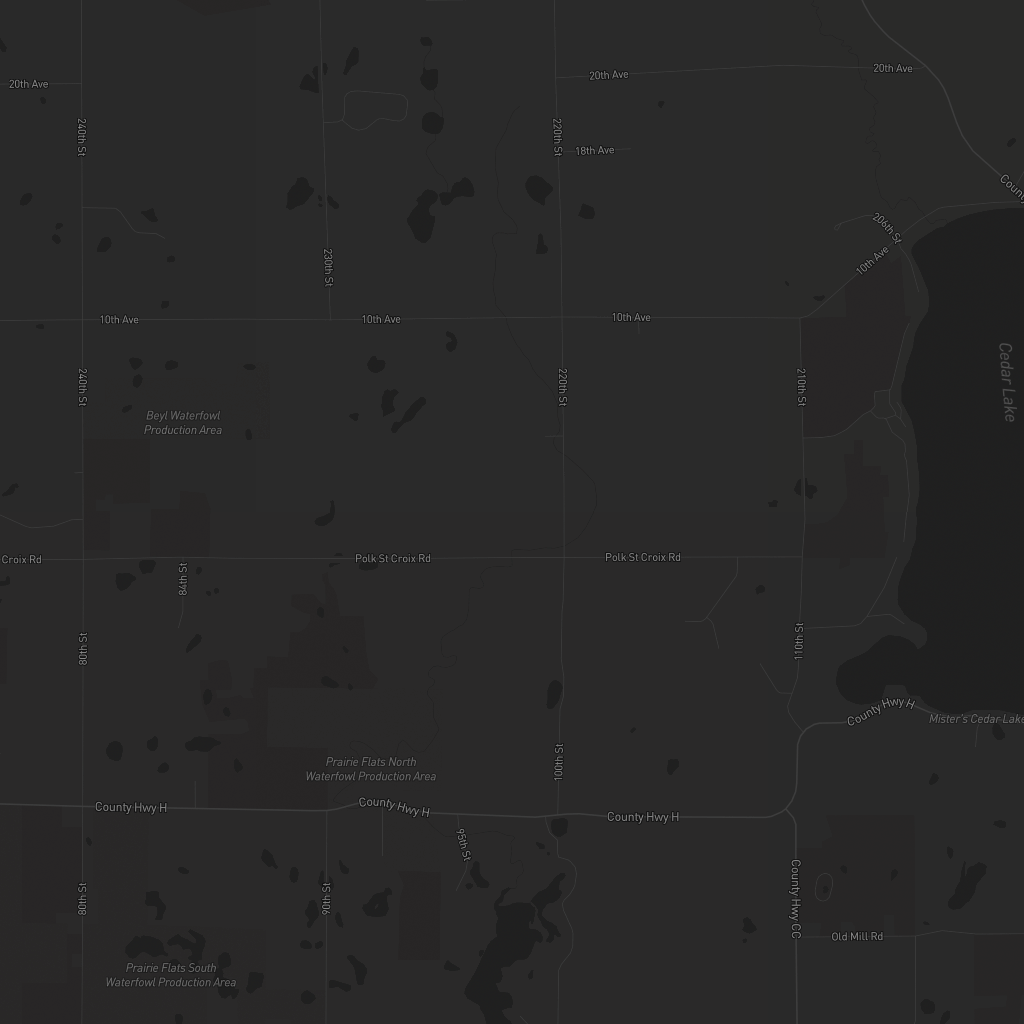 20th Ave
20th Ave
20th Ave
240th St
220th St
18th Ave
County
206th St
230th St
10th Ave
10th Ave
10th Ave
10th Ave
240th St
220th St
210th St
Cedar Lake
Beyl Waterfowl
Production Area
Croix Rd
Polk St Croix Rd
Polk St Croix Rd
84th St
80th St
110th St
County Hwy H
Mister's Cedar Lake
100th St
Prairie Flats North
Waterfowl Production Area
County Hwy H
County Hwy H
County Hwy H
95th St
80th St
90th St
County Hwy CC
Old Mill Rd
Prairie Flats South
Waterfowl Production Area